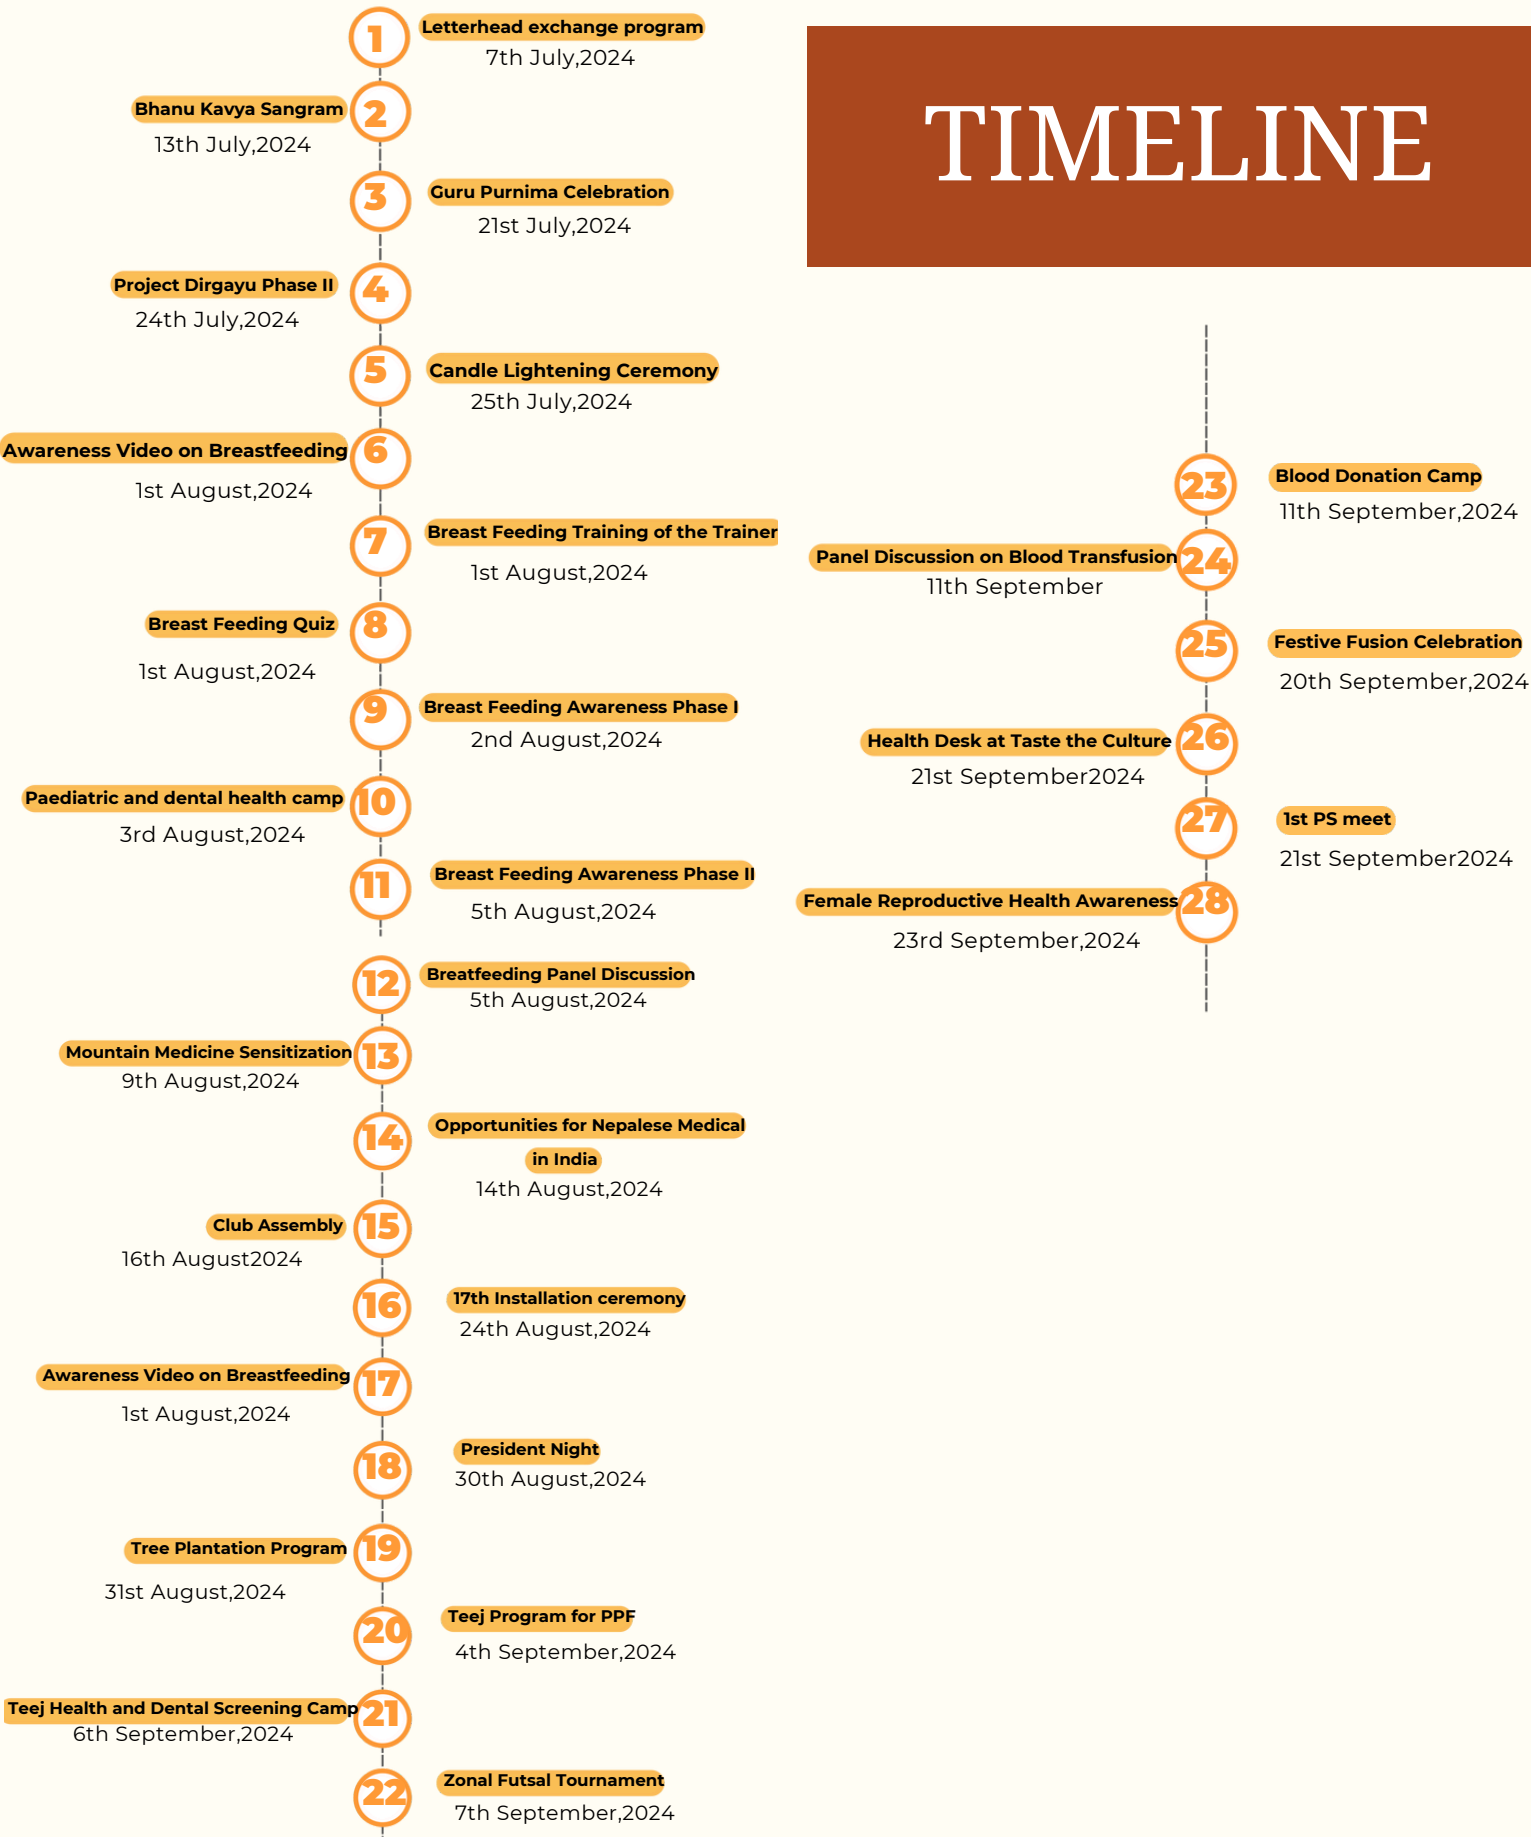 TIMELINE
1
Letterhead exchange program
7th July,2024
2
Bhanu Kavya Sangram
13th July,2024
3
Guru Purnima Celebration
21st July,2024
4
Project Dirgayu Phase II
24th July,2024
5
Candle Lightening Ceremony
25th July,2024
6
Awareness Video on Breastfeeding
1st August,2024
7
Breast Feeding Training of the Trainer
1st August,2024
8
Breast Feeding Quiz
1st August,2024
9
Breast Feeding Awareness Phase I
2nd August,2024
10
Paediatric and dental health camp
3rd August,2024
11
Breast Feeding Awareness Phase II
5th August,2024
12
Breatfeeding Panel Discussion
5th August,2024
13
Mountain Medicine Sensitization
9th August,2024
14
Opportunities for Nepalese Medical
in India
14th August,2024
15
Club Assembly
16th August2024
16
17th Installation ceremony
24th August,2024
17
Awareness Video on Breastfeeding
1st August,2024
18
President Night
30th August,2024
19
Tree Plantation Program
31st August,2024
20
Teej Program for PPF
4th September,2024
21
Teej Health and Dental Screening Camp
6th September,2024
22
Zonal Futsal Tournament
7th September,2024
23
Blood Donation Camp
11th September,2024
24
Panel Discussion on Blood Transfusion
11th September
25
Festive Fusion Celebration
20th September,2024
26
Health Desk at Taste the Culture
21st September2024
27
1st PS meet
21st September2024
28
Female Reproductive Health Awareness
23rd September,2024